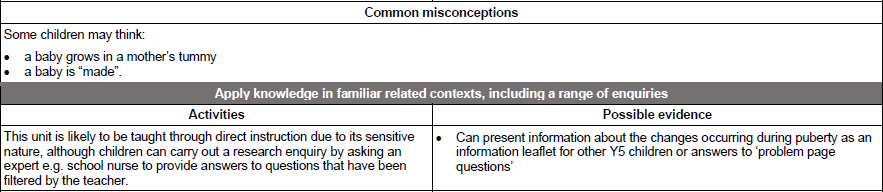 Common misconceptions
Some children may think:
• a baby grows in a mother's tummy
• a baby is "made".
Apply knowledge in familiar related contexts, including a range of enquiries
Activities
Possible evidence
This unit is likely to be taught through direct instruction due to its sensitive
nature, although children can carry out a research enquiry by asking an
expert e.g. school nurse to provide answers to questions that have been
filtered by the teacher.
• Can present information about the changes occurring during puberty as an
information leaflet for other Y5 children or answers to 'problem page
questions'